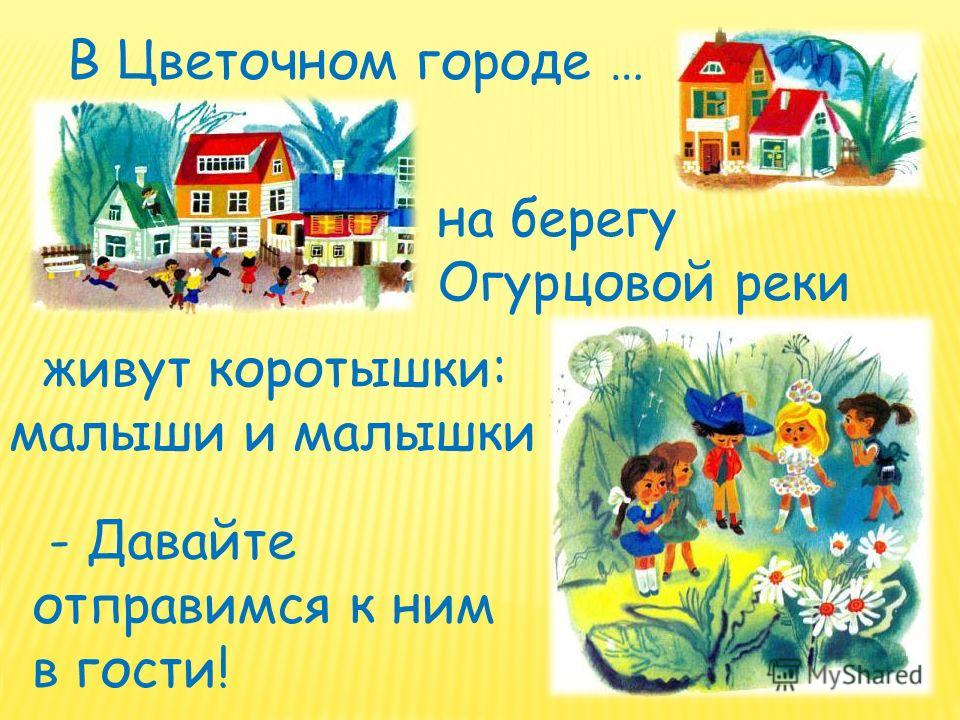 В Цветочном городе ...
на берегу
Огурцовой реки
живут коротышки:
малыши и малышки
- Давайте
отправимся к ним
в гости!
MyShared